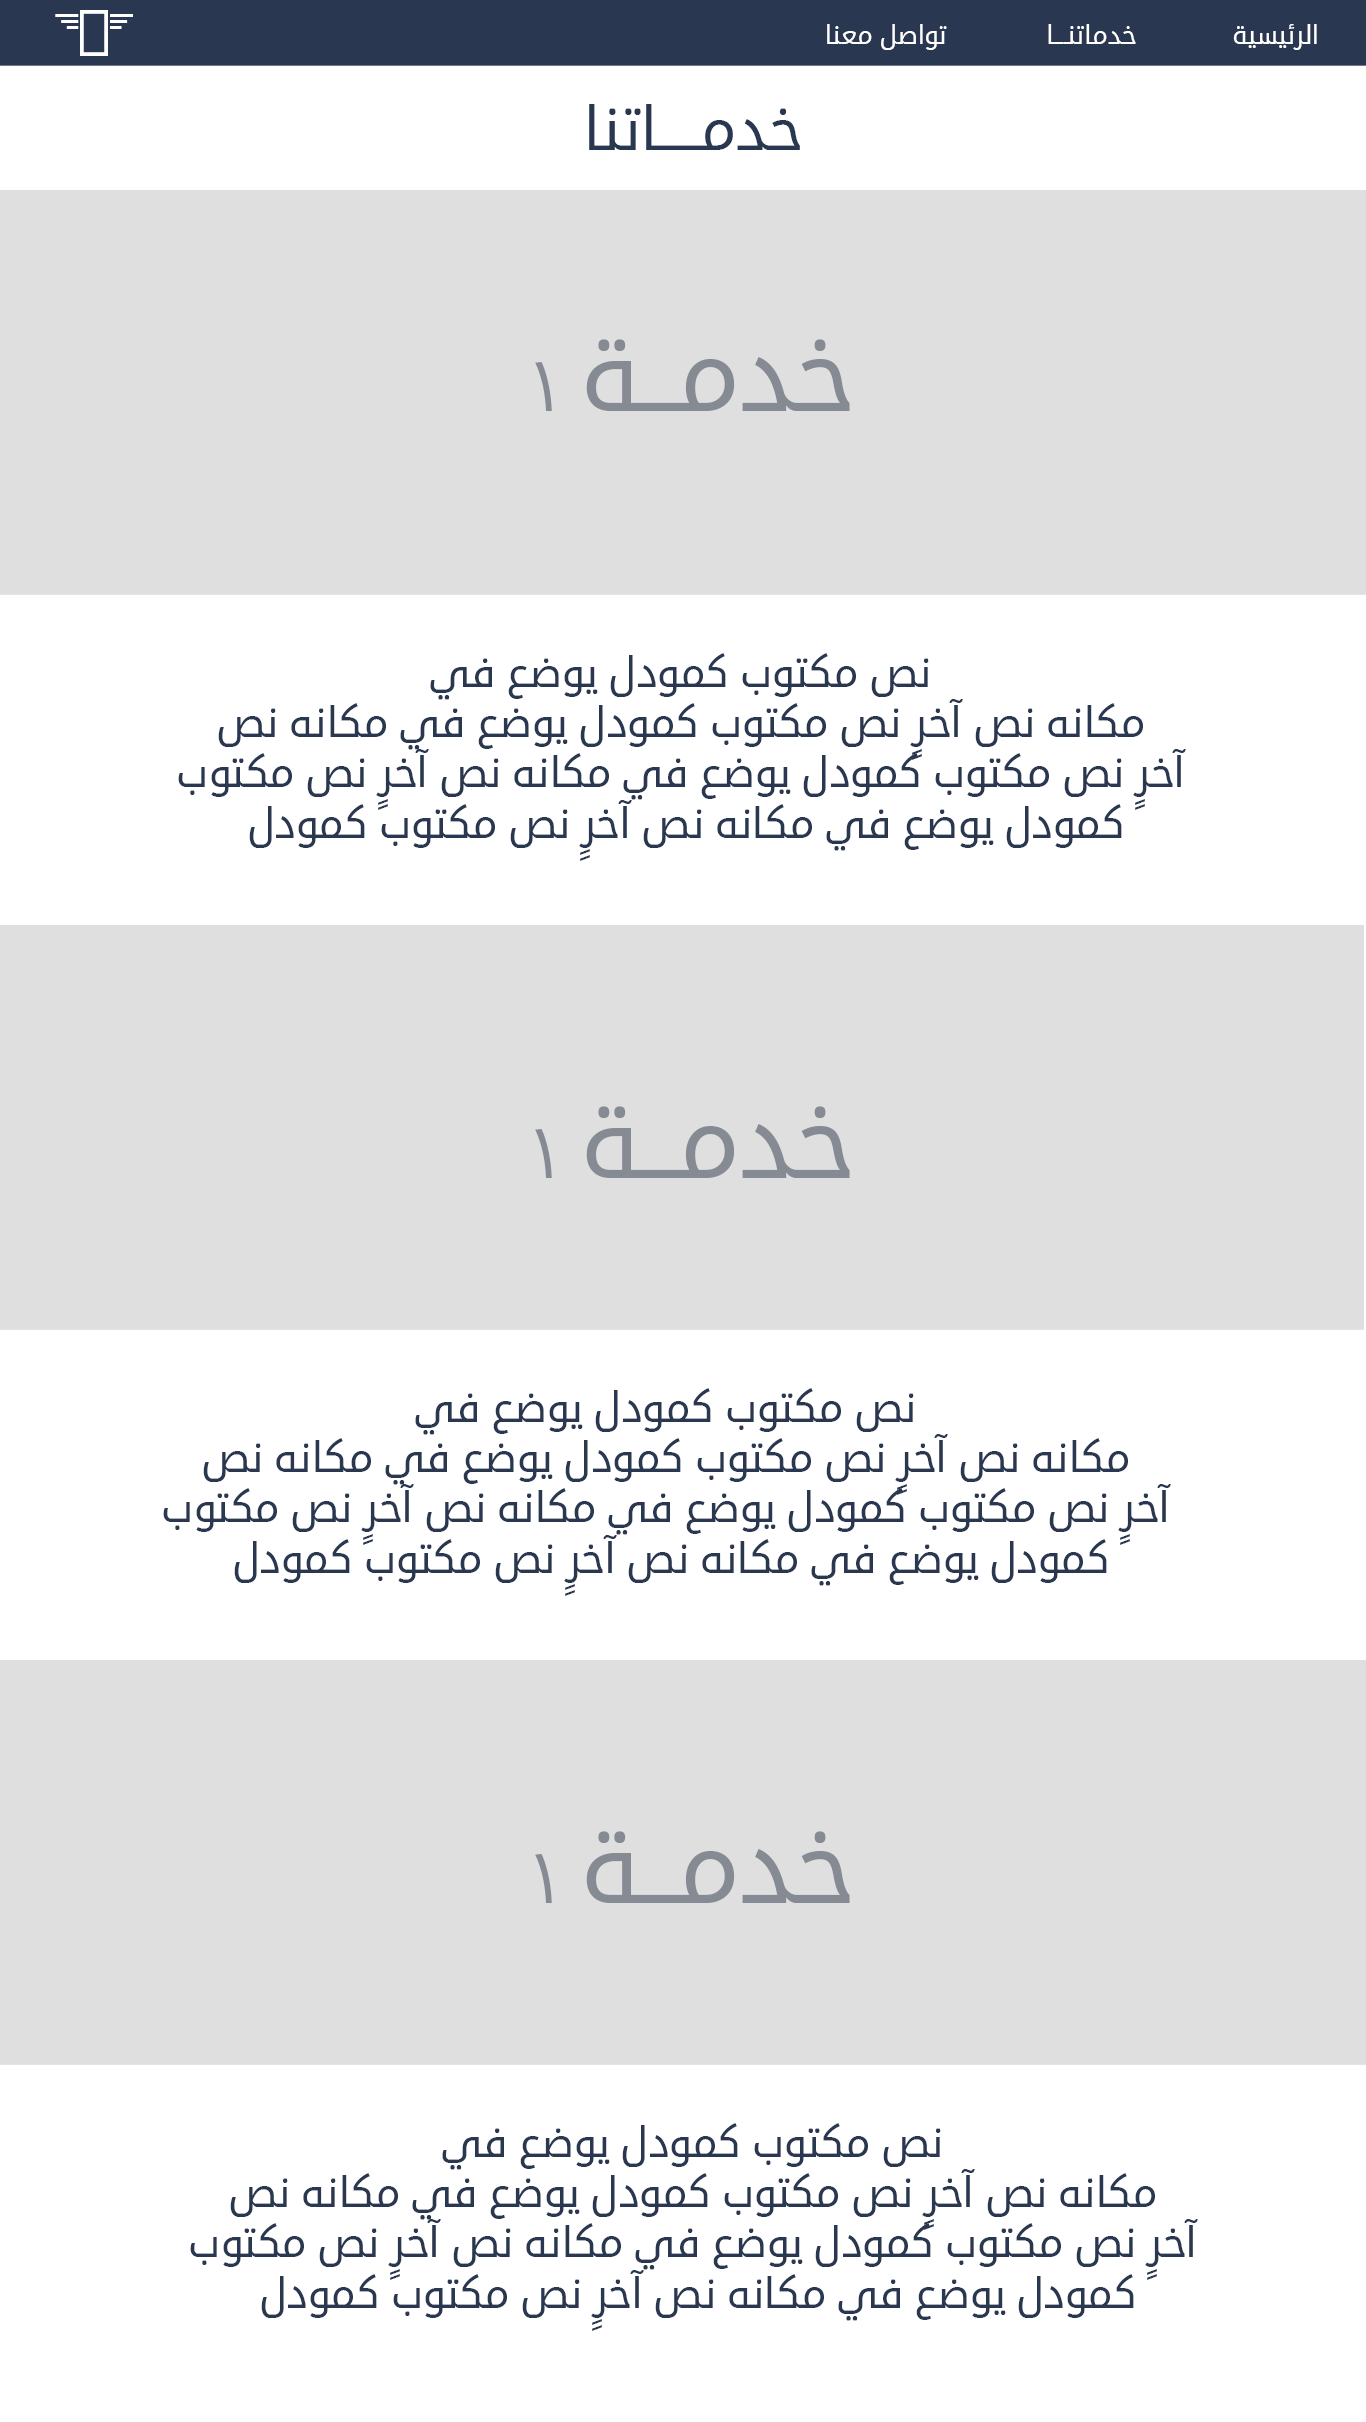 الرئيسية
خدماتنـــا
تواصل معنا
خدمــــاتنا
خدمــة ١
نص مكتوب كمودل يوضع في
مكانه نص آخرٍ نص مكتوب كمودل يوضع في مكانه نص
آخرٍ نص مكتوب كمودل يوضع في مكانه نص آخرٍ نص مكتوب
كمودل يوضع في مكانه نص آخرٍ نص مكتوب كمودل
خدمــة ١
نص مكتوب كمودل يوضع في
مكانه نص آخرٍ نص مكتوب كمودل يوضع في مكانه نص
آخرٍ نص مكتوب كمودل يوضع في مكانه نص آخرٍ نص مكتوب
كمودل يوضع في مكانه نص آخرٍ نص مكتوب كمودل
خدمــة ١
نص مكتوب كمودل يوضع في
مكانه نص آخرٍ نص مكتوب كمودل يوضع في مكانه نص
آخرٍ نص مكتوب كمودل يوضع في مكانه نص آخرٍ نص مكتوب
كمودل يوضع في مكانه نص آخرٍ نص مكتوب كمودل